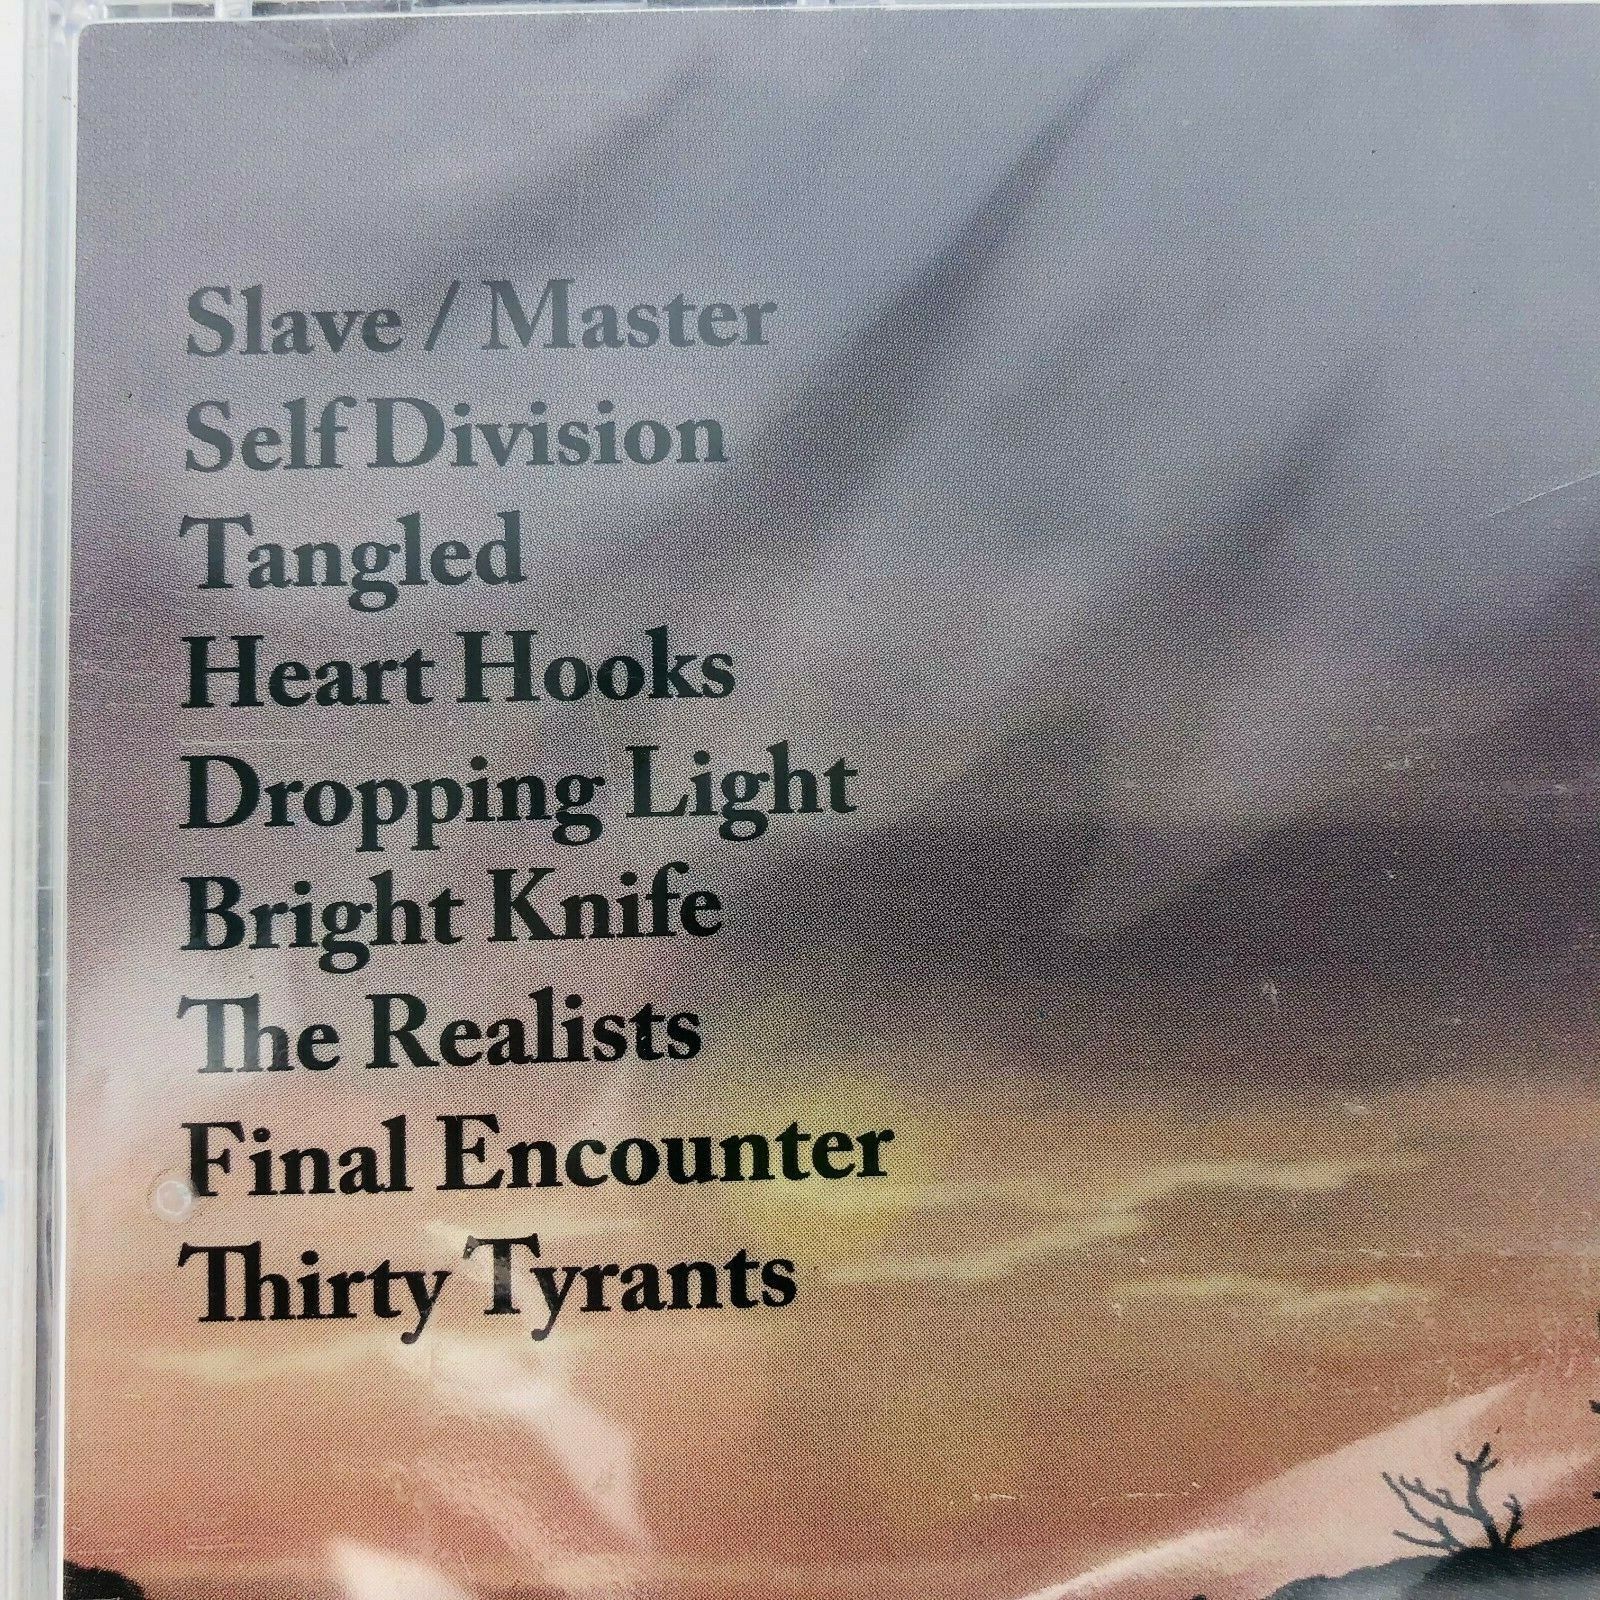 Slave / Master
Self Division
Tangled
Heart Hooks
Dropping Light
Bright Knife
The Realists
Final Encounter
Thirty Tyrants